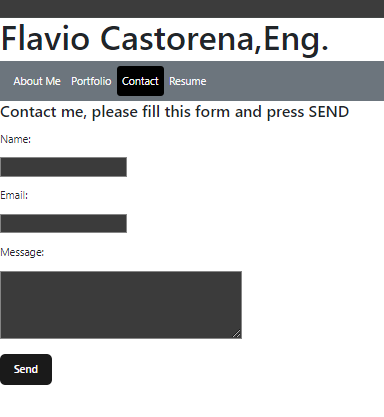 Flavio Castorena,Eng.
About Me Portfolio Contact Resume
Contact me, please fill this form and press SEND
Name:
Email:
Message:
Send